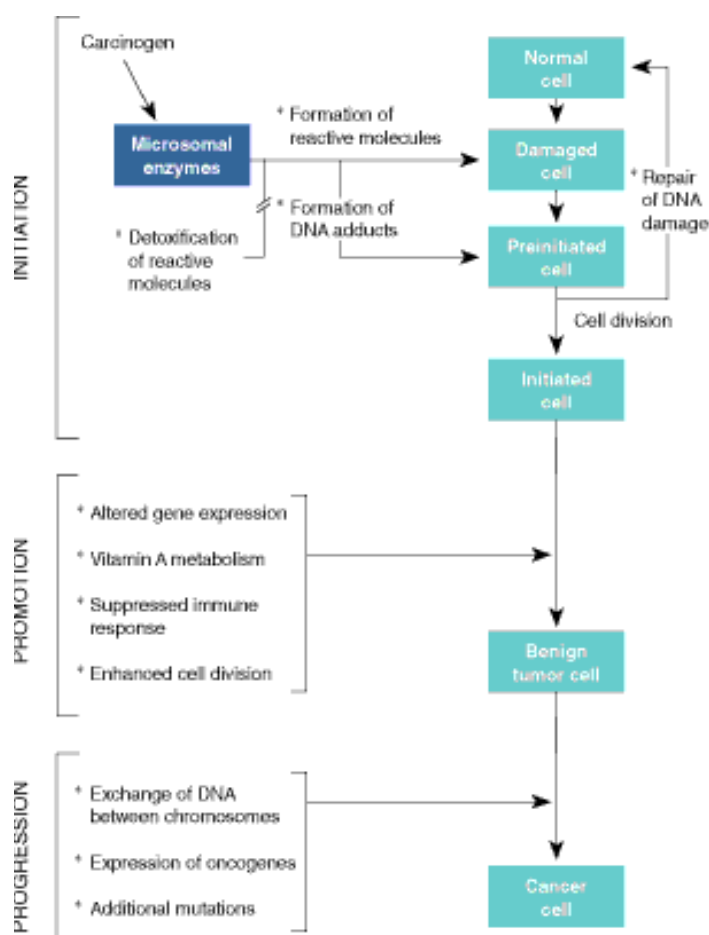 Carcinogen
Normal
cell
* Formation of
reactive molecules
Microsomal
enzymes
Damaged
cell
* Repair
of DNA
damage
* Formation of
DNA adducts
* Detoxification
of reactive
molecules
Preinitiated
cell
Cell division
Initiated
cell
INITIATION
* Altered gene expression
* Vitamin A metabolism
* Suppressed immune
response
* Enhanced cell division
Benign
tumor cell
PROMOTION
* Exchange of DNA
between chromosomes
* Expression of oncogenes
* Additional mutations
Cancer
cell
PROGRESSION